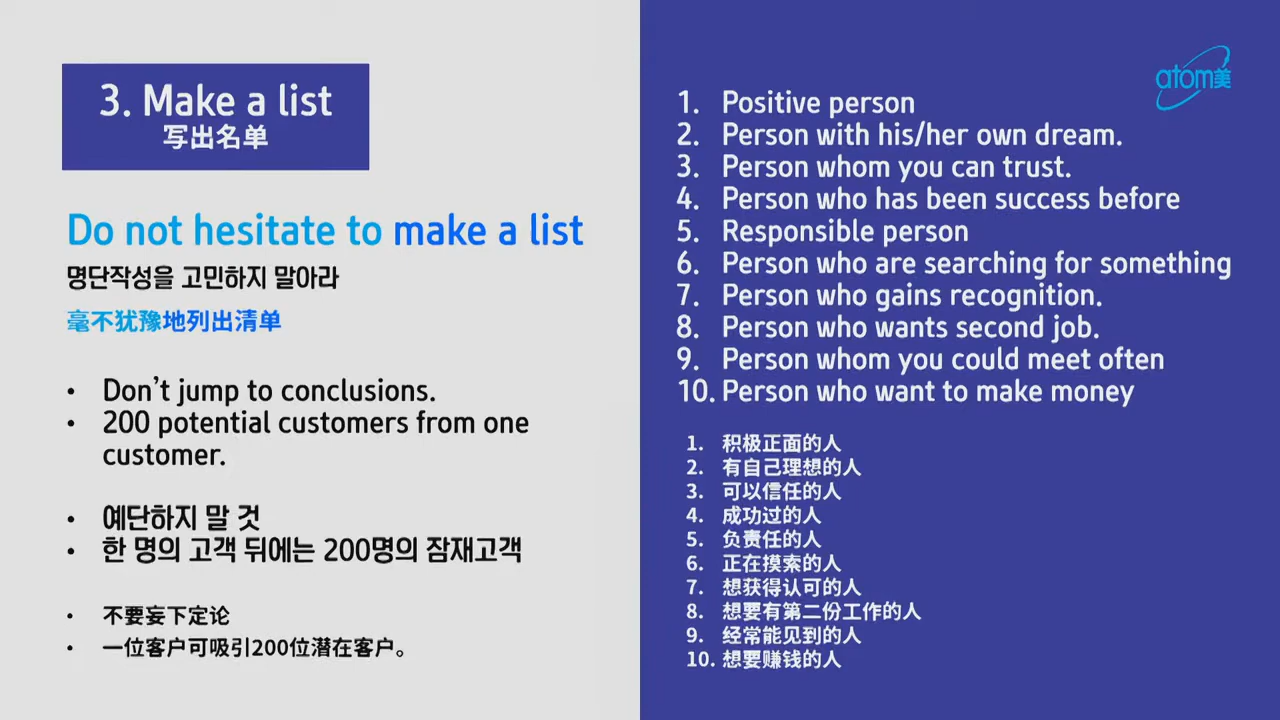 3. Make a list
写出名单
Do not hesitate to make a list
명단작성을 고민하지 말아라
毫不犹豫地列出清单
• Don't jump to conclusions.
• 200 potential customers from one
customer.
• 예단하지 말 것
• 한 명의 고객 뒤에는 200명의 잠재고객
• 不要妄下定论
• 一位客户可吸引200位潜在客户。
atom美
1. Positive person
2. Person with his/her own dream.
3. Person whom you can trust.
4. Person who has been success before
5. Responsible person
6. Person who are searching for something
7. Person who gains recognition.
8. Person who wants second job.
9. Person whom you could meet often
10. Person who want to make money
1. 积极正面的人
2. 有自己理想的人
3. 可以信任的人
4. 成功过的人
5. 负责任的人
6. 正在摸索的人
7. 想获得认可的人
8. 想要有第二份工作的人
9. 经常能见到的人
10. 想要赚钱的人